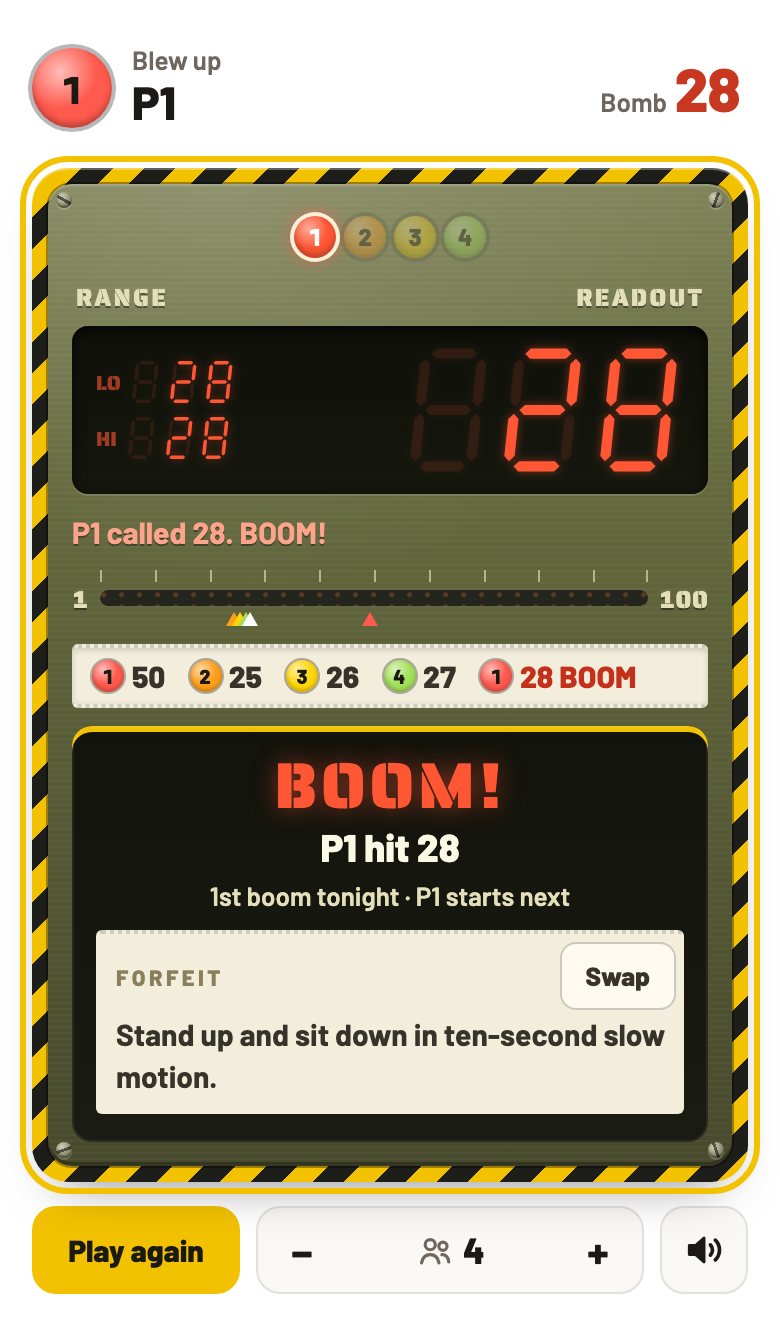 1
Blew up
P1
Bomb 28
1 2 3 4
RANGE
READOUT
LO 28
HI 28
28
P1 called 28. BOOM!
1
100
1 50 2 25 3 26 4 27 1 28 BOOM
BOOM!
P1 hit 28
1st boom tonight · P1 starts next
FORFEIT
Swap
Stand up and sit down in ten-second slow
motion.
Play again
– 4 +